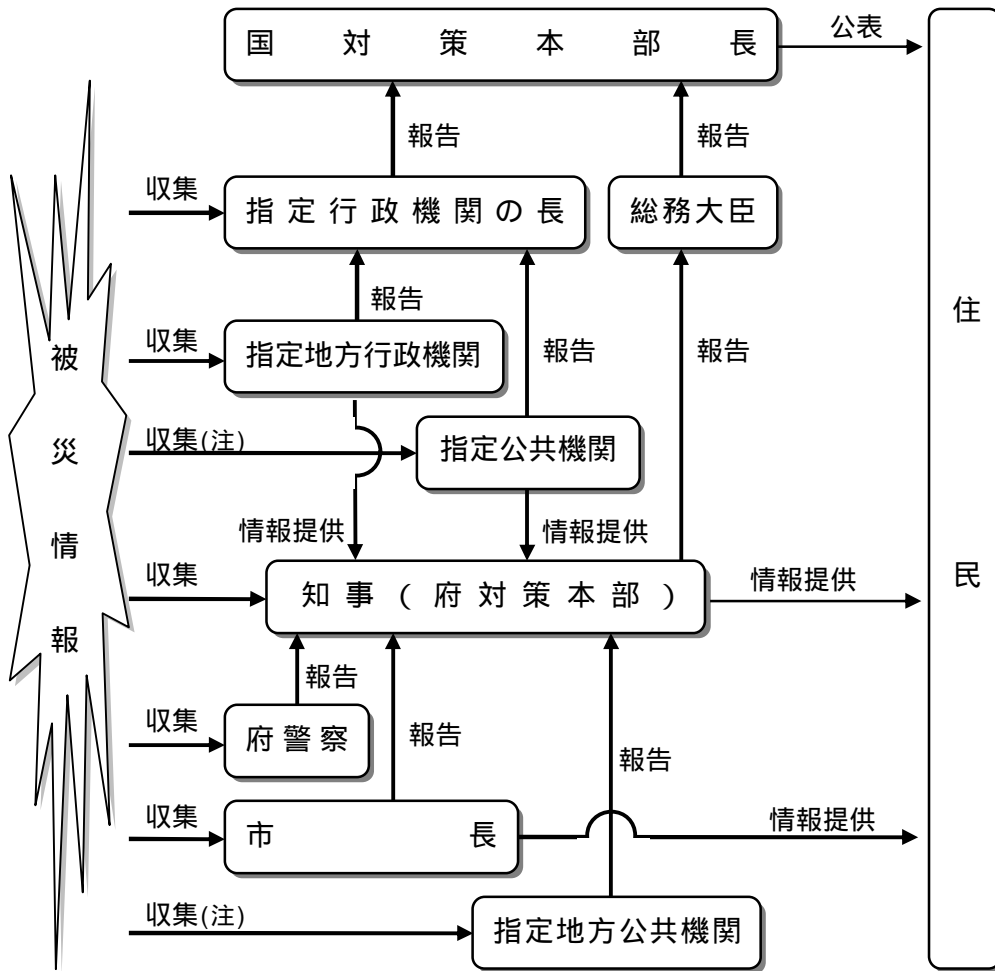 国対策本部長
公表
報告
報告
収集
指定行政機関の長
総務大臣
報告
収集
指定地方行政機関
報告
報告
収集(注)
指定公共機関
情報提供
情報提供
収集
知事(府対策本部)
情報提供
報告
収集
府警察
報告
報告
収集
市長
情報提供
収集(注)
指定地方公共機関
被災情報
住民